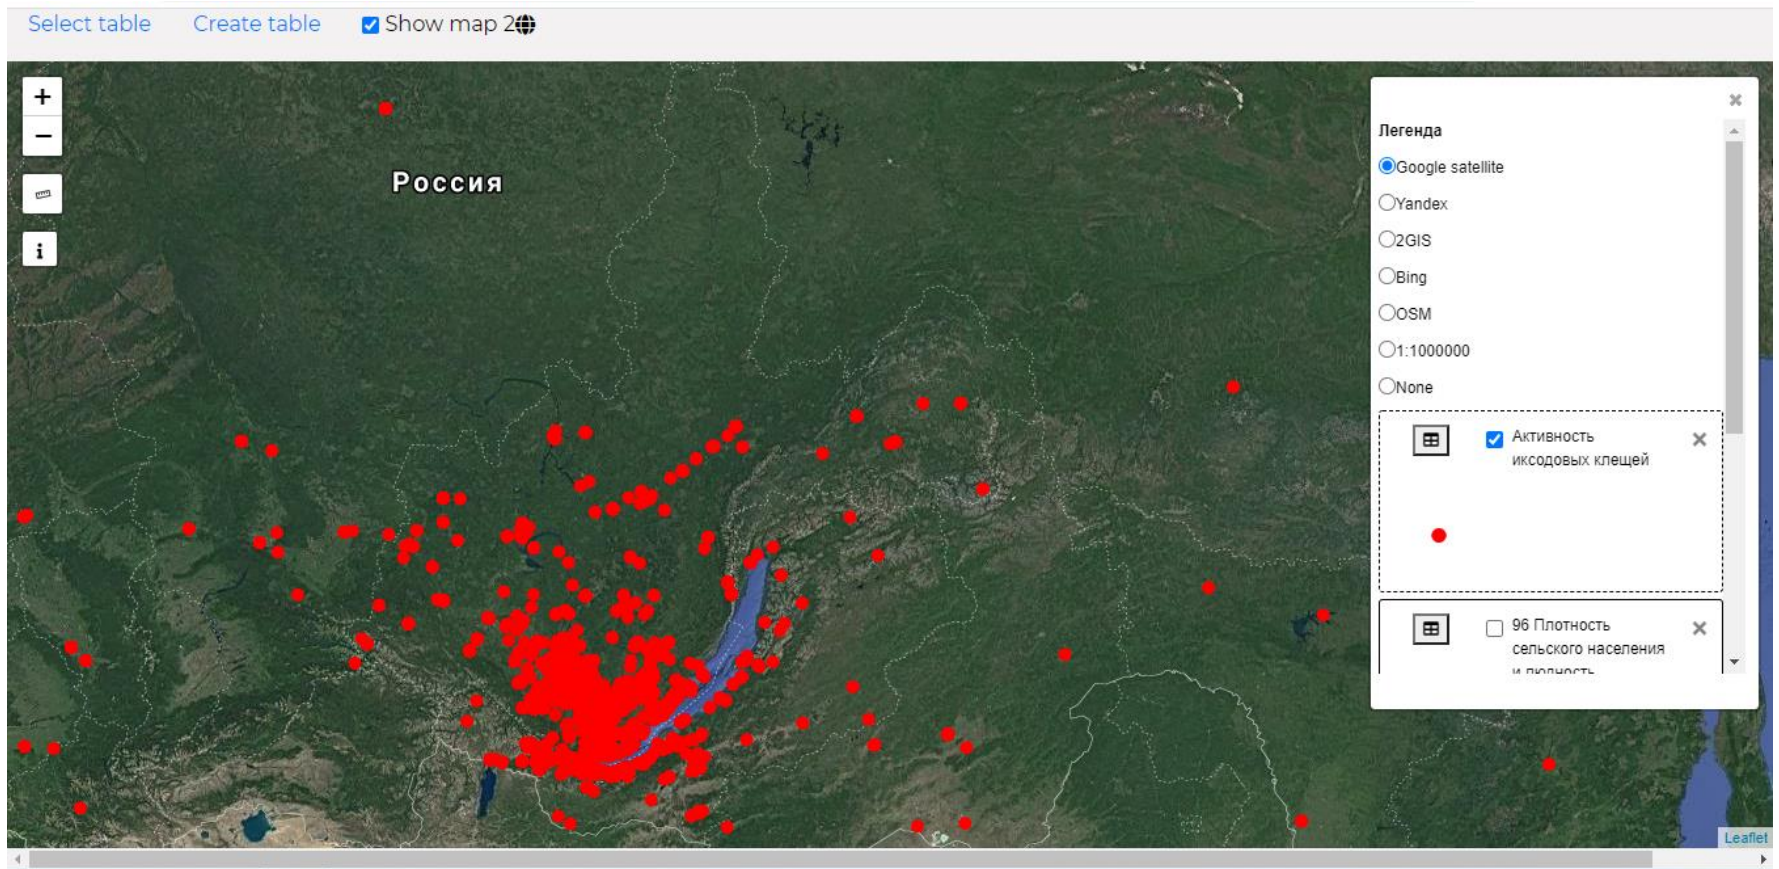 Select table Create table Show map 2
+
−
i
Россия
Легенда
Google satellite
Yandex
2GIS
Bing
OSM
1:1000000
None
Активность
иксодовых клещей
96 Плотность
сельского населения
и людность
Leaflet